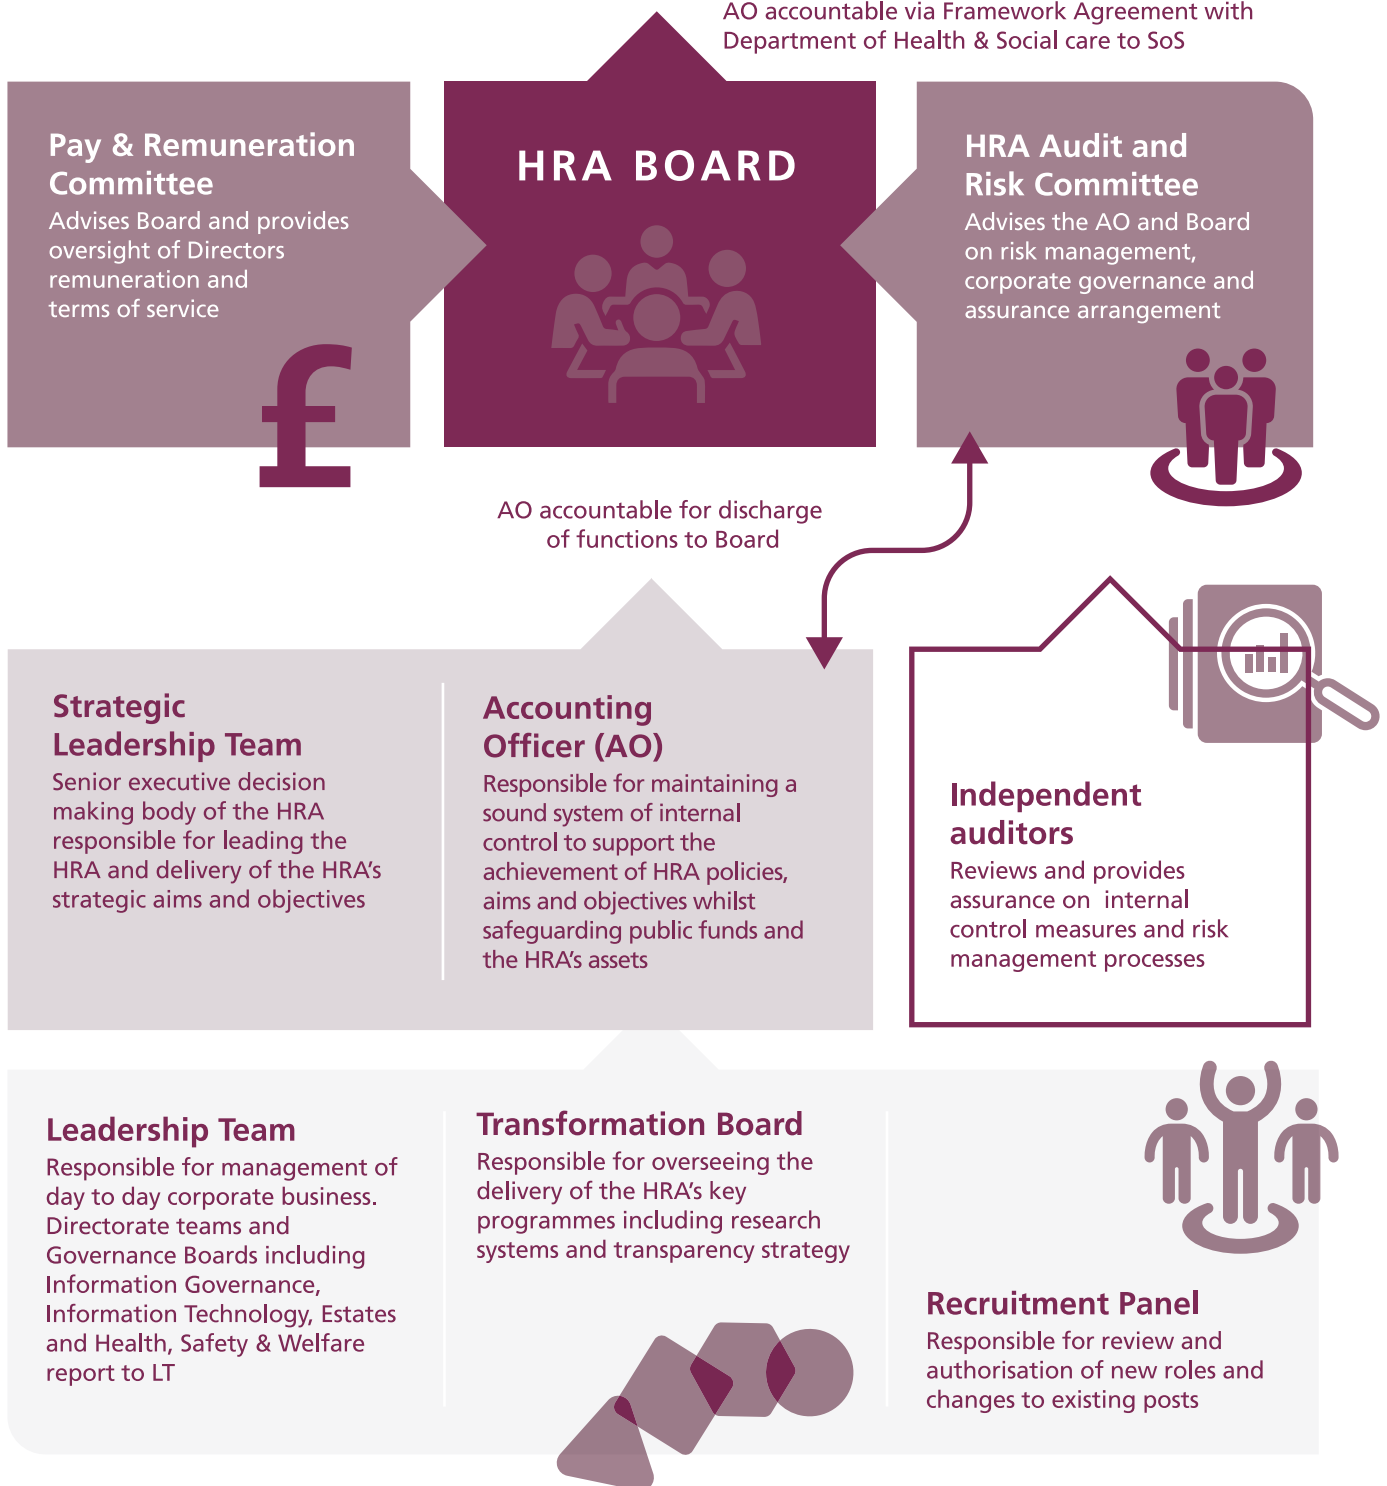 AO accountable via Framework Agreement with
Department of Health & Social care to SoS
Pay & Remuneration
Committee
Advises Board and provides
oversight of Directors
remuneration and
terms of service
£
HRA BOARD
HRA Audit and
Risk Committee
Advises the AO and Board
on risk management,
corporate governance and
assurance arrangement
AO accountable for discharge
of functions to Board
Strategic
Leadership Team
Senior executive decision
making body of the HRA
responsible for leading the
HRA and delivery of the HRA’s
strategic aims and objectives
Accounting
Officer (AO)
Responsible for maintaining a
sound system of internal
control to support the
achievement of HRA policies,
aims and objectives whilst
safeguarding public funds and
the HRA’s assets
Independent
auditors
Reviews and provides
assurance on internal
control measures and risk
management processes
Leadership Team
Responsible for management of
day to day corporate business.
Directorate teams and
Governance Boards including
Information Governance,
Information Technology, Estates
and Health, Safety & Welfare
report to LT
Transformation Board
Responsible for overseeing the
delivery of the HRA’s key
programmes including research
systems and transparency strategy
Recruitment Panel
Responsible for review and
authorisation of new roles and
changes to existing posts